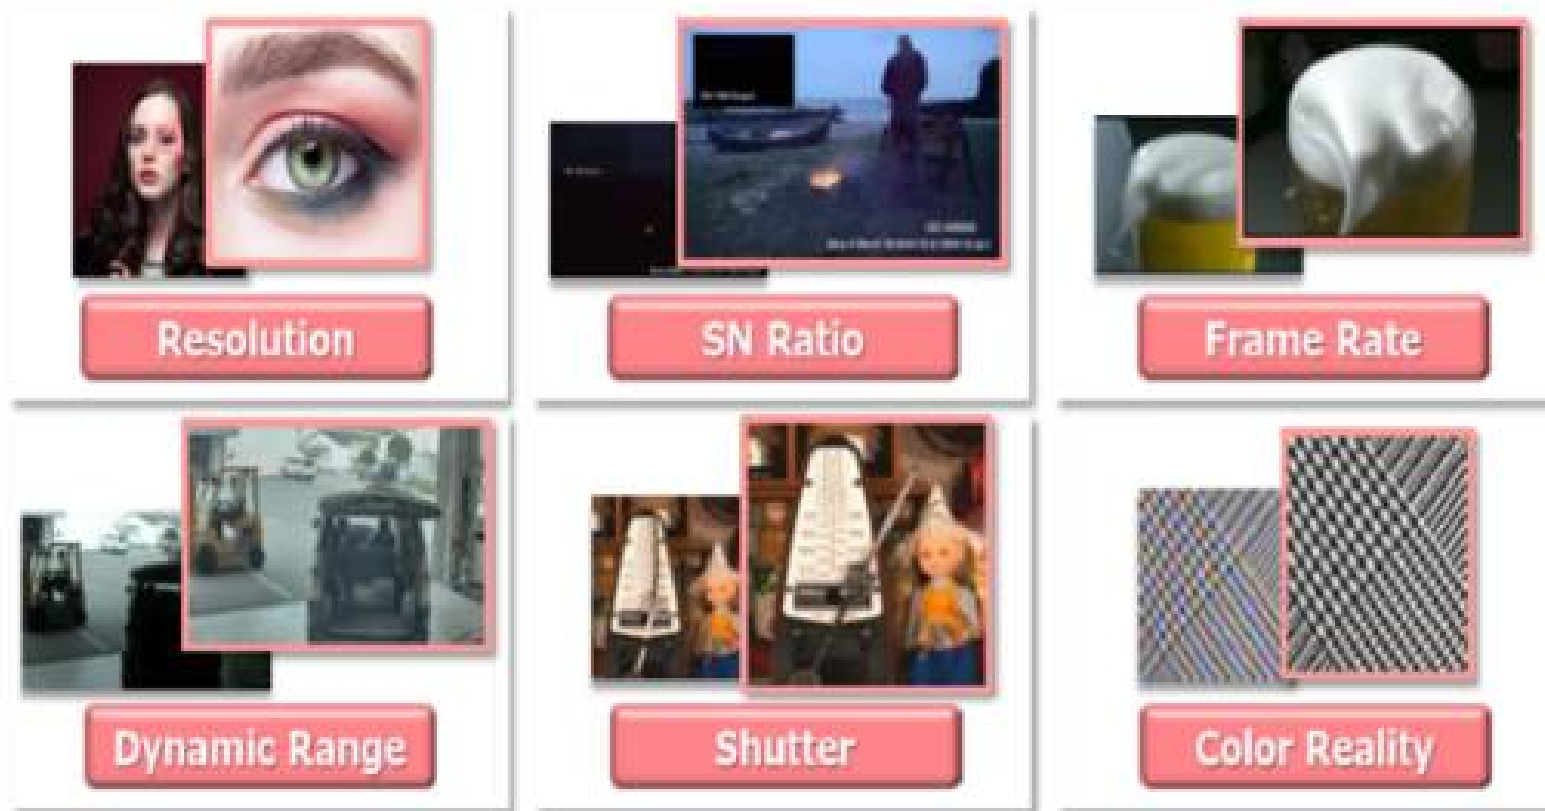 Resolution
SN Ratio
Frame Rate
Dynamic Range
Shutter
Color Reality